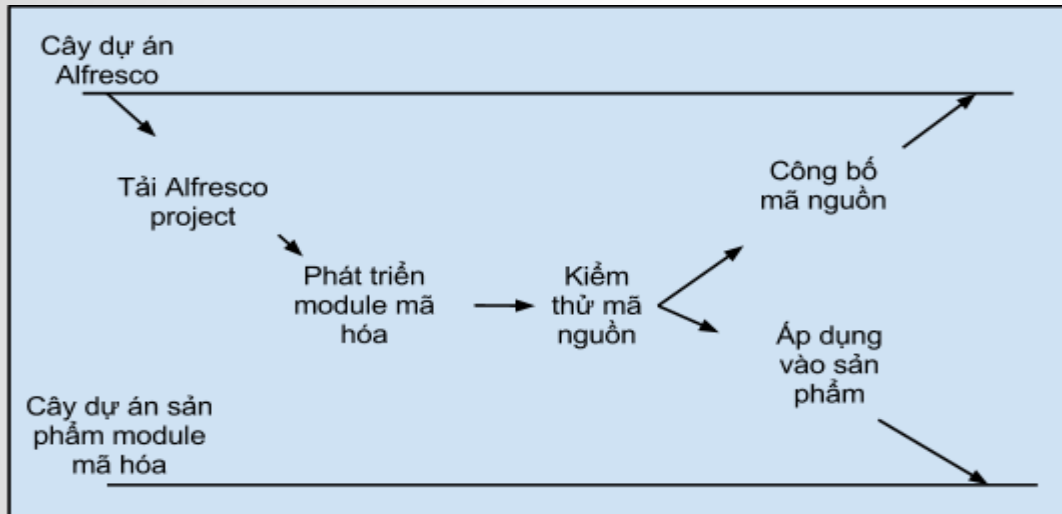 Cây dự án
Alfresco
Tải Alfresco
project
Phát triển
module mã
hóa
Kiểm
thử mã
nguồn
Công bố
mã nguồn
Áp dụng
vào sản
phẩm
Cây dự án sản
phẩm module
mã hóa